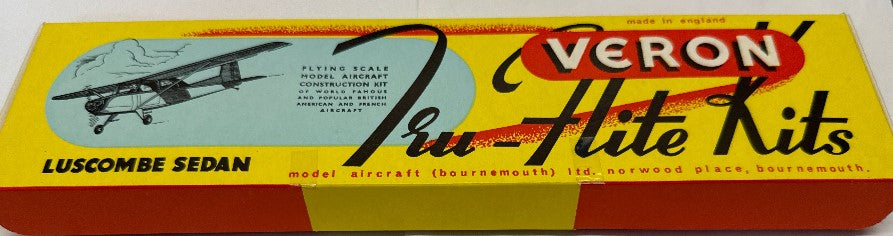 made in england
VERON
Tru-Flite Kits
FLYING SCALE
MODEL AIRCRAFT
CONSTRUCTION KIT
OF WORLD FAMOUS
AND POPULAR BRITISH
AMERICAN AND FRENCH
AIRCRAFT
LUSCOMBE SEDAN
model aircraft (bournemouth) ltd. norwood place, bournemouth.